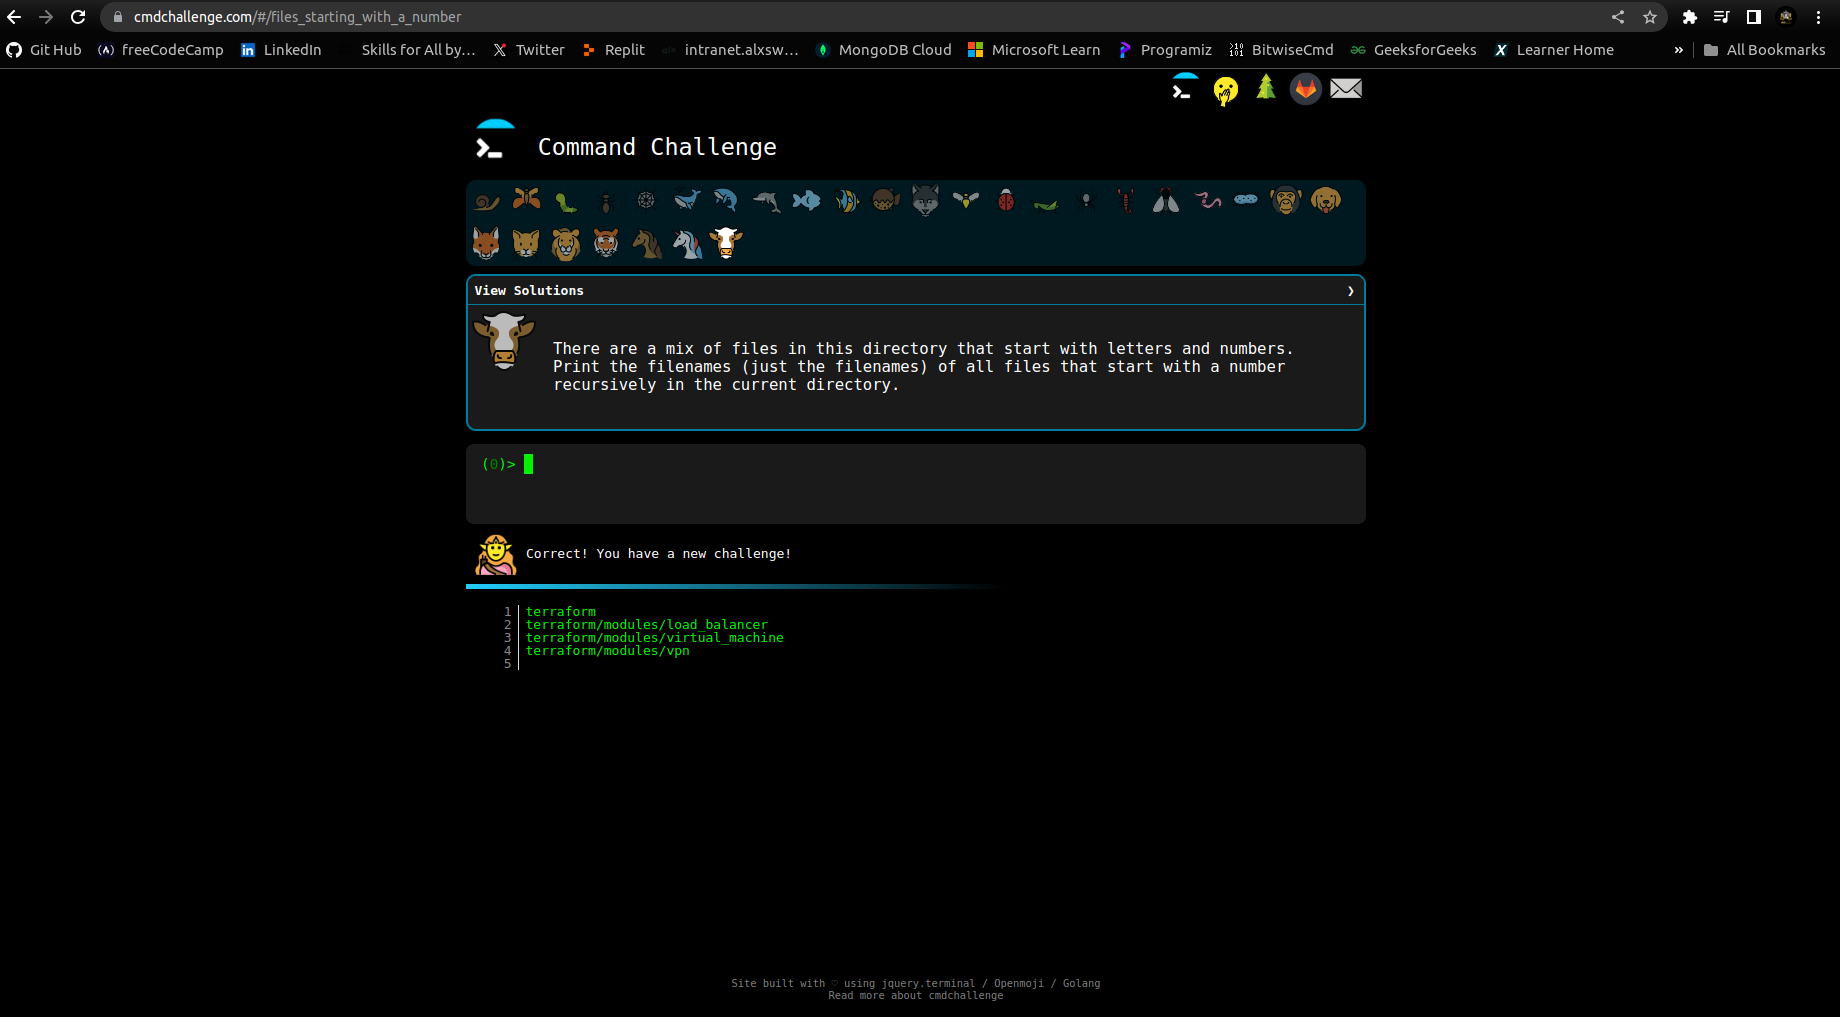 cmdchallenge.com/#/files_starting_with_a_number
Git Hub freeCodeCamp LinkedIn Skills for All by... Twitter Replit intranet.alxsw... MongoDB Cloud Microsoft Learn Programiz BitwiseCmd GeeksforGeeks Learner Home » All Bookmarks
Command Challenge
View Solutions ❯
There are a mix of files in this directory that start with letters and numbers.
Print the filenames (just the filenames) of all files that start with a number
recursively in the current directory.
(0)>
Correct! You have a new challenge!
1 terraform
2 terraform/modules/load_balancer
3 terraform/modules/virtual_machine
4 terraform/modules/vpn
5
Site built with ♡ using jquery.terminal / Openmoji / Golang
Read more about cmdchallenge